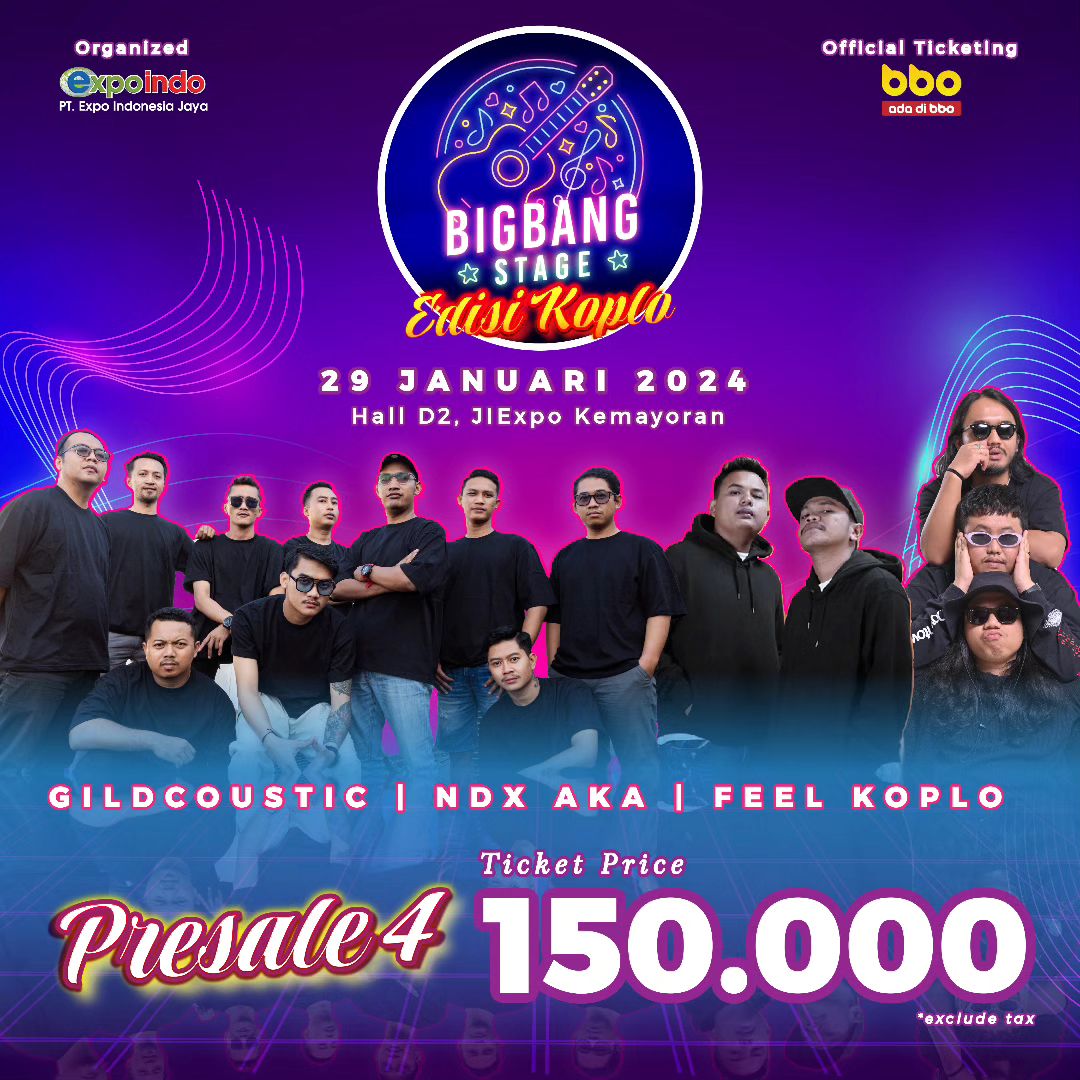 Organized
expoindo
PT. Expo Indonesia Jaya
Official Ticketing
bbo
ada di bbo
BIGBANG
STAGE
Edisi Koplo
29 JANUARI 2024
Hall D2, JIExpo Kemayoran
GILDCOUSTIC | NDX AKA | FEEL KOPLO
Ticket Price
Presale 4
150.000
*exclude tax